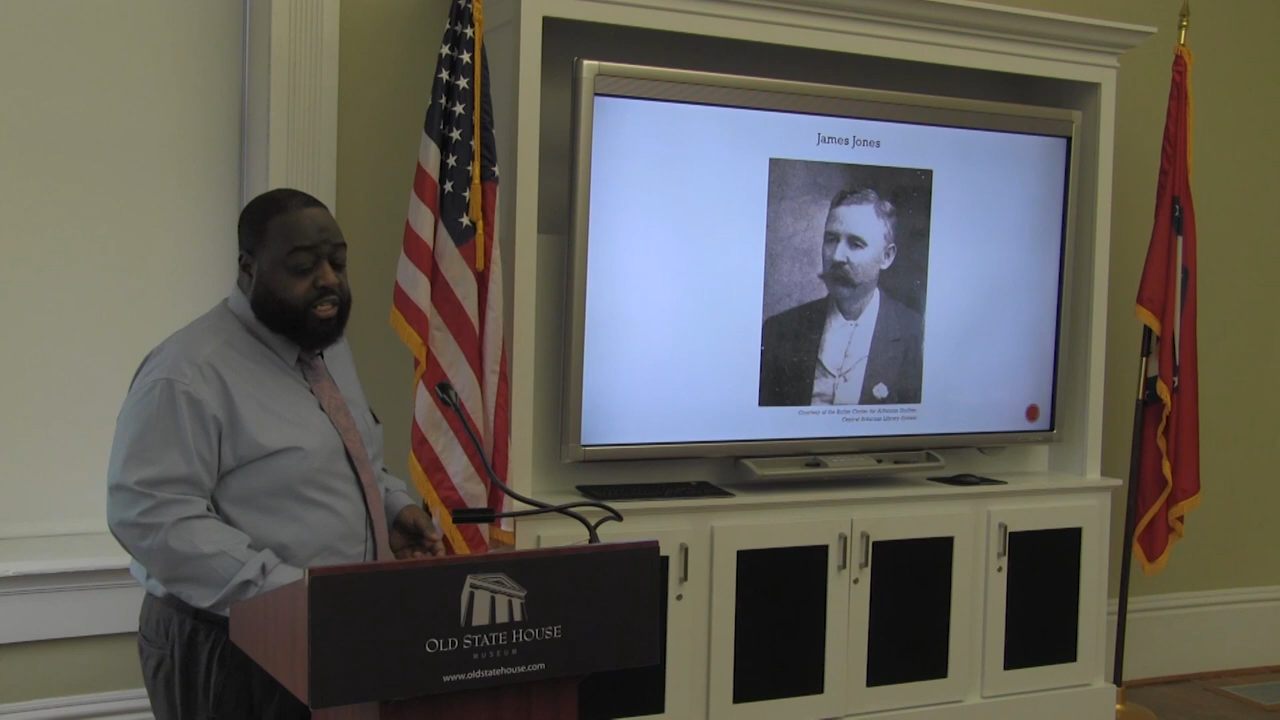 James Jones
Courtesy of the Butler Center for Arkansas Studies,
Central Arkansas Library System
OLD STATE HOUSE
MUSEUM
www.oldstatehouse.com